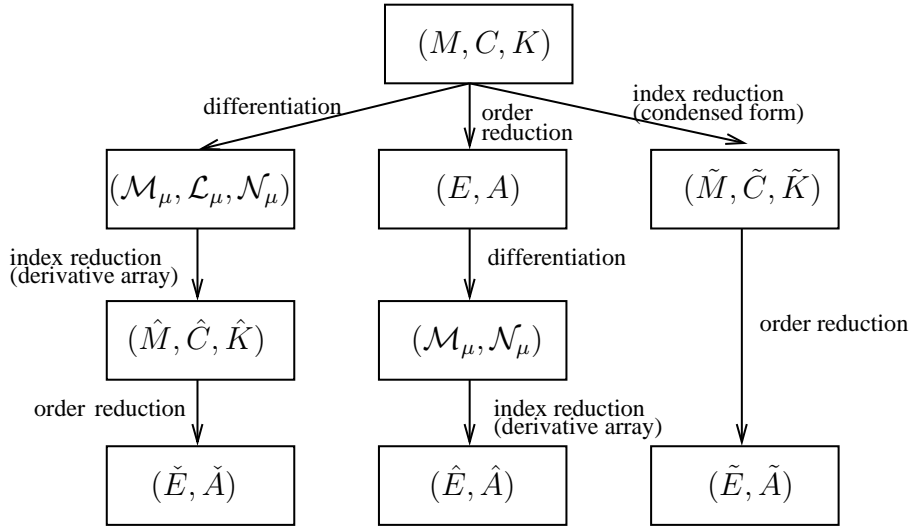 (M, C, K)
differentiation
order
reduction
index reduction
(condensed form)
(ℳ_μ, ℒ_μ, 𝒩_μ)
(E, A)
(M̃, C̃, K̃)
index reduction
(derivative array)
differentiation
(M̂, Ĉ, K̂)
(ℳ_μ, 𝒩_μ)
order reduction
order reduction
index reduction
(derivative array)
(Ě, Ǎ)
(Ê, Â)
(Ẽ, Ã)